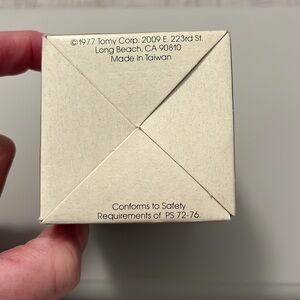 ©1977 Tomy Corp. 2009 E. 223rd St.
Long Beach, CA 90810
Made In Taiwan
Conforms to Safety
Requirements of PS 72-76.